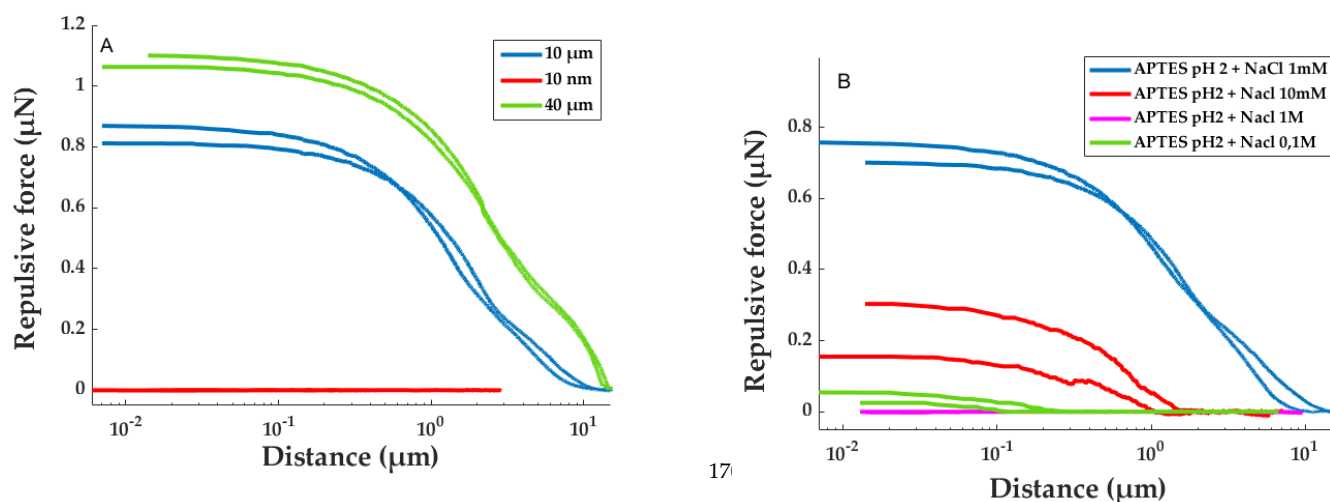 A
1.2
1
0.8
0.6
0.4
0.2
0
Repulsive force (µN)
10⁻² 10⁻¹ 10⁰ 10¹
Distance (µm)
10 µm
10 nm
40 µm
17
B
0.8
0.6
0.4
0.2
0
Repulsive force (µN)
10⁻² 10⁻¹ 10⁰ 10¹
Distance (µm)
APTES pH 2 + NaCl 1mM
APTES pH2 + Nacl 10mM
APTES pH2 + Nacl 1M
APTES pH2 + Nacl 0,1M